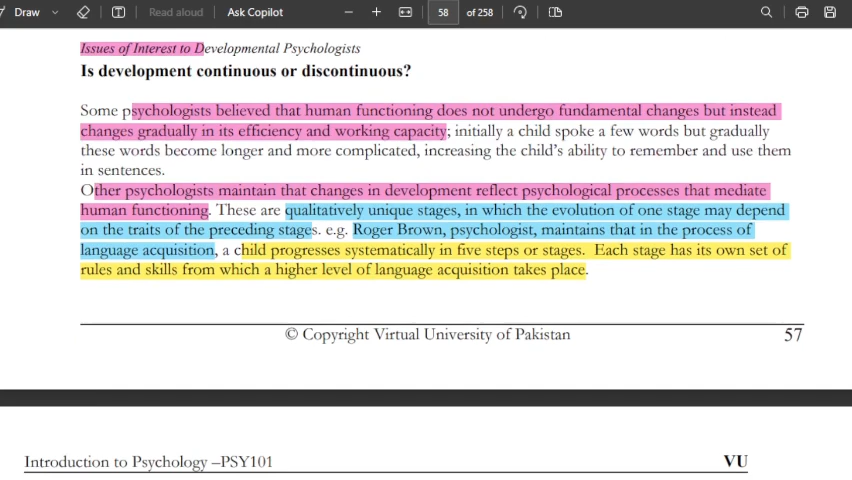 Draw
Read aloud
Ask Copilot
58
of 258
Issues of Interest to Developmental Psychologists
Is development continuous or discontinuous?
Some psychologists believed that human functioning does not undergo fundamental changes but instead
changes gradually in its efficiency and working capacity; initially a child spoke a few words but gradually
these words become longer and more complicated, increasing the child's ability to remember and use them
in sentences.
Other psychologists maintain that changes in development reflect psychological processes that mediate
human functioning. These are qualitatively unique stages, in which the evolution of one stage may depend
on the traits of the preceding stages. e.g. Roger Brown, psychologist, maintains that in the process of
language acquisition, a child progresses systematically in five steps or stages. Each stage has its own set of
rules and skills from which a higher level of language acquisition takes place.
© Copyright Virtual University of Pakistan
57
Introduction to Psychology –PSY101
VU